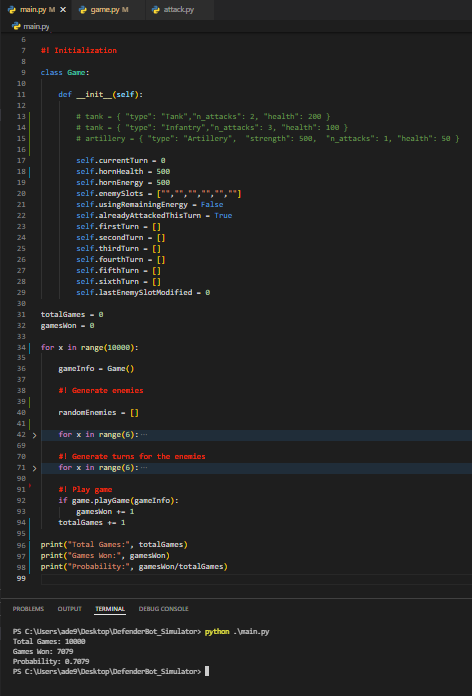 main.py M ×
game.py M
attack.py
main.py
6
7 #! Initialization
8
9 class Game:
10
11 def __init__(self):
12
13 # tank = { "type": "Tank","n_attacks": 2, "health": 200 }
14 # tank = { "type": "Infantry","n_attacks": 3, "health": 100 }
15 # artillery = { "type": "Artillery", "strength": 500, "n_attacks": 1, "health": 50 }
16
17 self.currentTurn = 0
18 self.hornHealth = 500
19 self.hornEnergy = 500
20 self.enemySlots = ["","","","","",""]
21 self.usingRemainingEnergy = False
22 self.alreadyAttackedThisTurn = True
23 self.firstTurn = []
24 self.secondTurn = []
25 self.thirdTurn = []
26 self.fourthTurn = []
27 self.fifthTurn = []
28 self.sixthTurn = []
29 self.lastEnemySlotModified = 0
30
31 totalGames = 0
32 gamesWon = 0
33
34 for x in range(10000):
35
36 gameInfo = Game()
37
38 #! Generate enemies
39
40 randomEnemies = []
41
42 > for x in range(6): ···
69
70 #! Generate turns for the enemies
71 > for x in range(6): ···
90
91 #! Play game
92 if game.playGame(gameInfo):
93 gamesWon += 1
94 totalGames += 1
95
96 print("Total Games:", totalGames)
97 print("Games Won:", gamesWon)
98 print("Probability:", gamesWon/totalGames)
99
PROBLEMS OUTPUT TERMINAL DEBUG CONSOLE
PS C:\Users\ade9\Desktop\DefenderBot_Simulator> python .\main.py
Total Games: 10000
Games Won: 7079
Probability: 0.7079
PS C:\Users\ade9\Desktop\DefenderBot_Simulator>